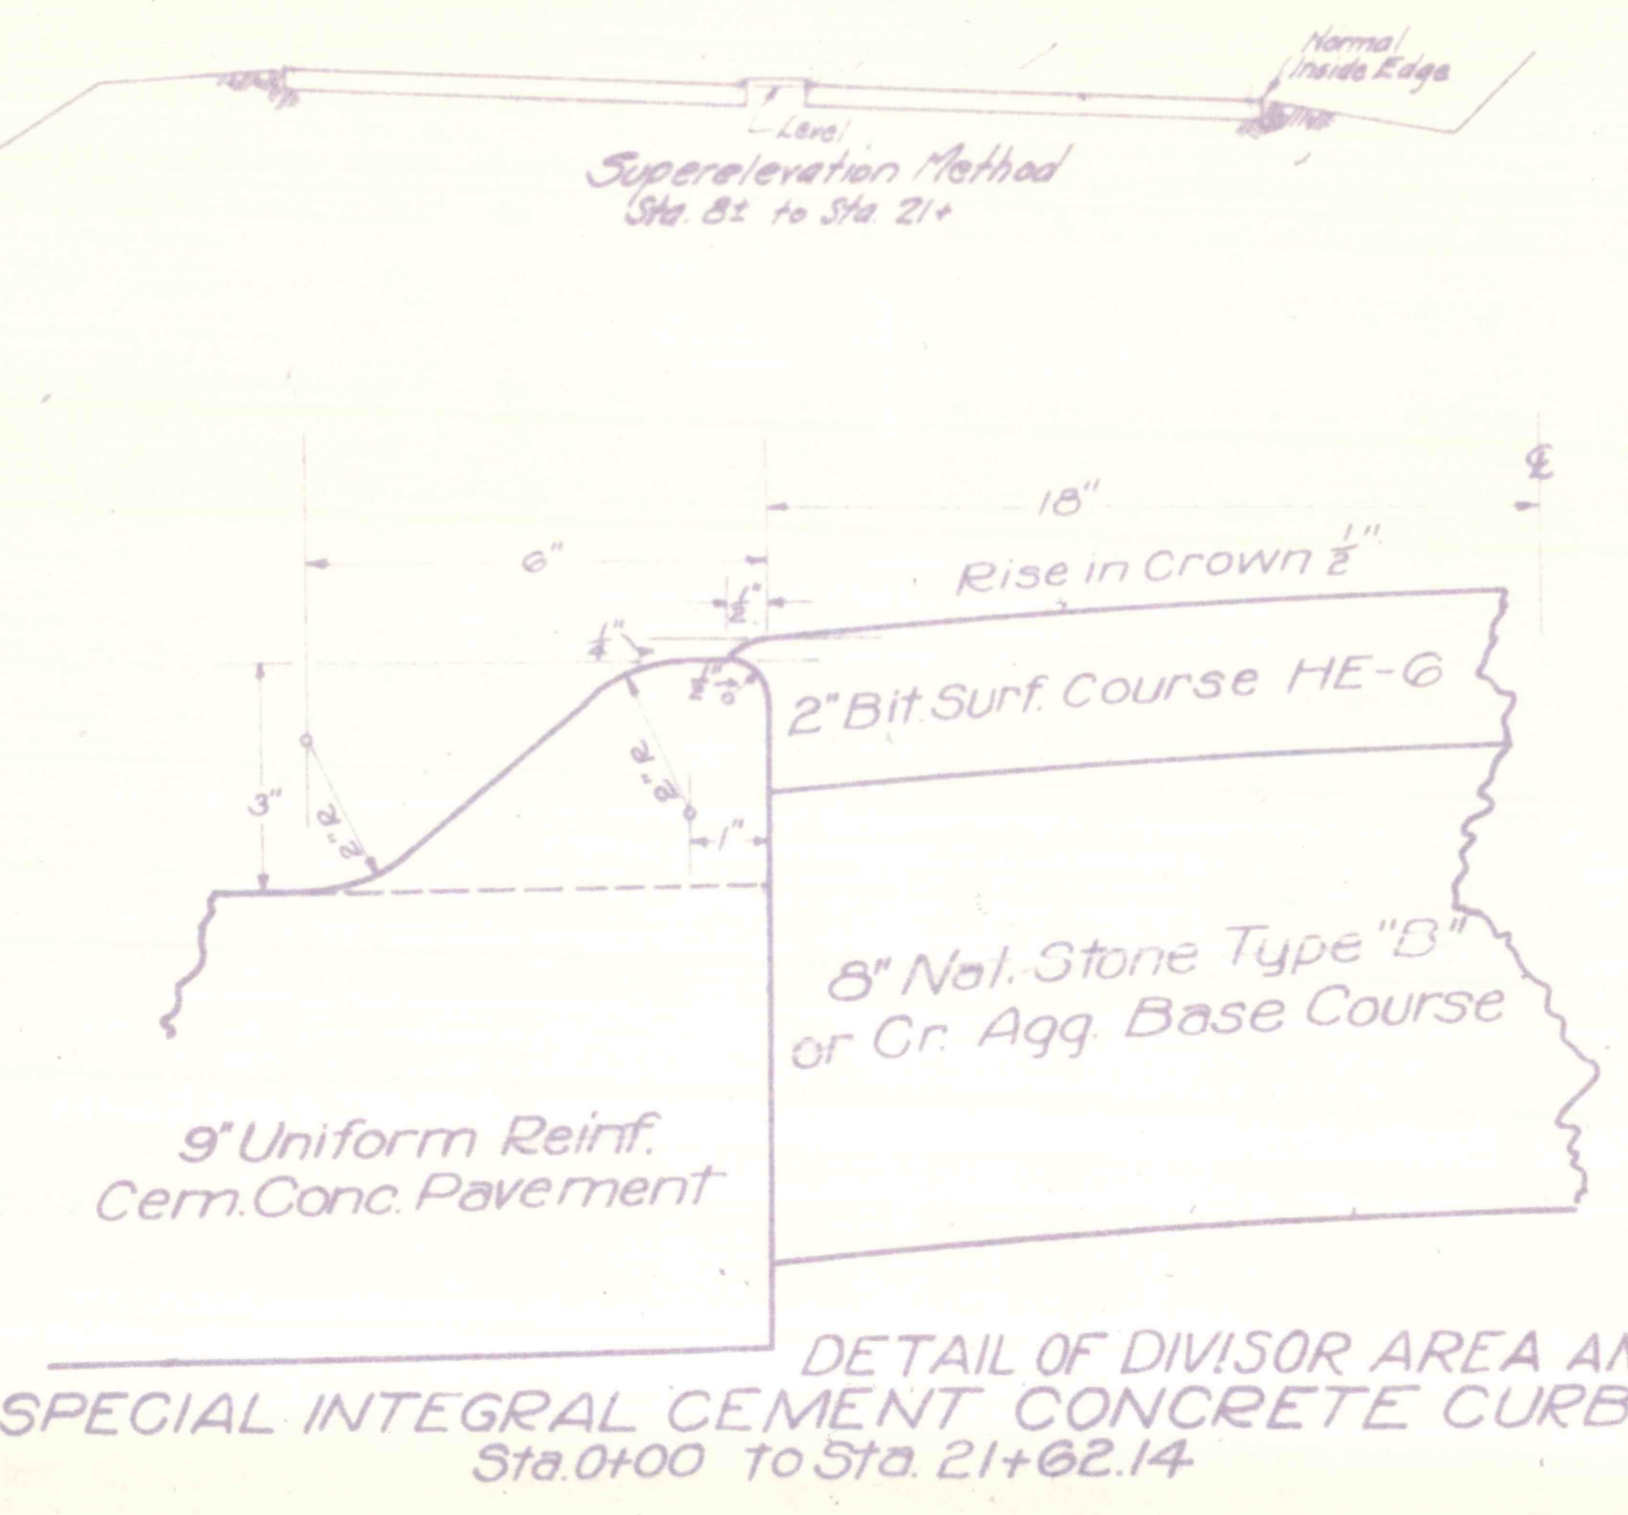 Normal
Inside Edge
Level
Superelevation Method
Sta. 8± to Sta. 21+
℄
18"
6"
Rise in Crown ½"
½"
¼"
½" R
2" Bit. Surf. Course HE-6
2" R
3"
2" R
1"
8" Nat. Stone Type "B"
or Cr. Agg. Base Course
9" Uniform Reinf.
Cem. Conc. Pavement
DETAIL OF DIVISOR AREA AN
SPECIAL INTEGRAL CEMENT CONCRETE CURB
Sta. 0+00 to Sta. 21+62.14